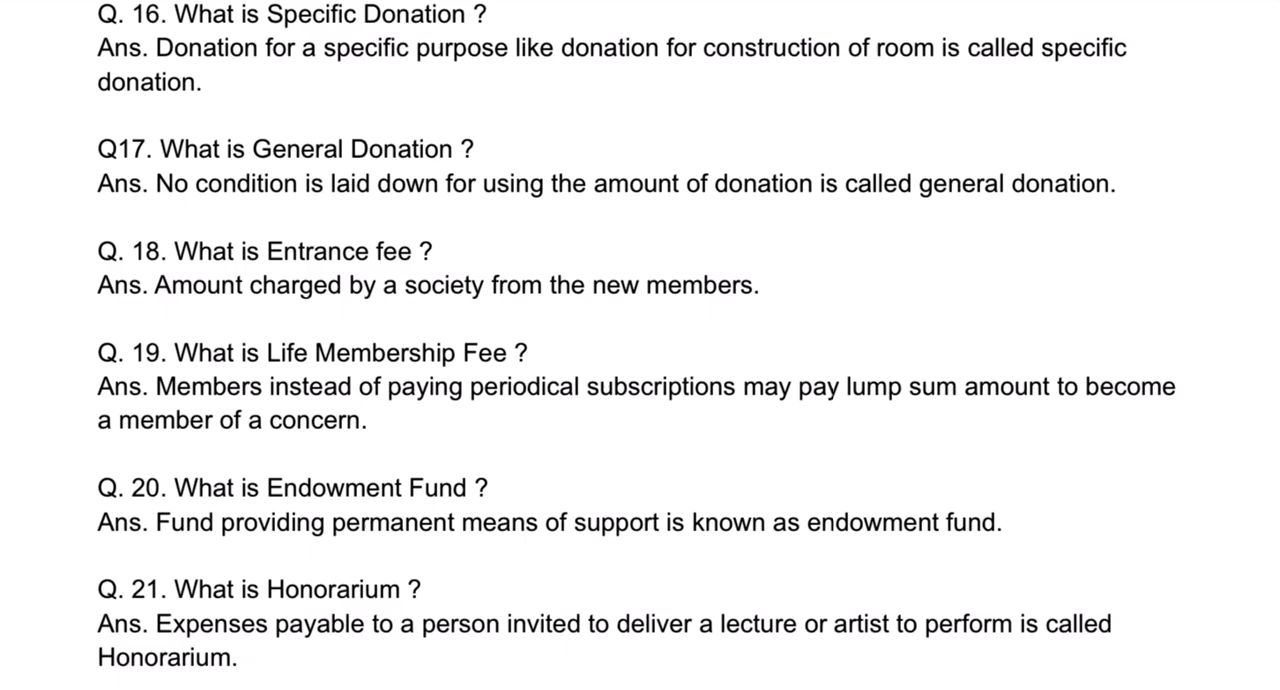 Q. 16. What is Specific Donation ?
Ans. Donation for a specific purpose like donation for construction of room is called specific
donation.
Q17. What is General Donation ?
Ans. No condition is laid down for using the amount of donation is called general donation.
Q. 18. What is Entrance fee ?
Ans. Amount charged by a society from the new members.
Q. 19. What is Life Membership Fee ?
Ans. Members instead of paying periodical subscriptions may pay lump sum amount to become
a member of a concern.
Q. 20. What is Endowment Fund ?
Ans. Fund providing permanent means of support is known as endowment fund.
Q. 21. What is Honorarium ?
Ans. Expenses payable to a person invited to deliver a lecture or artist to perform is called
Honorarium.